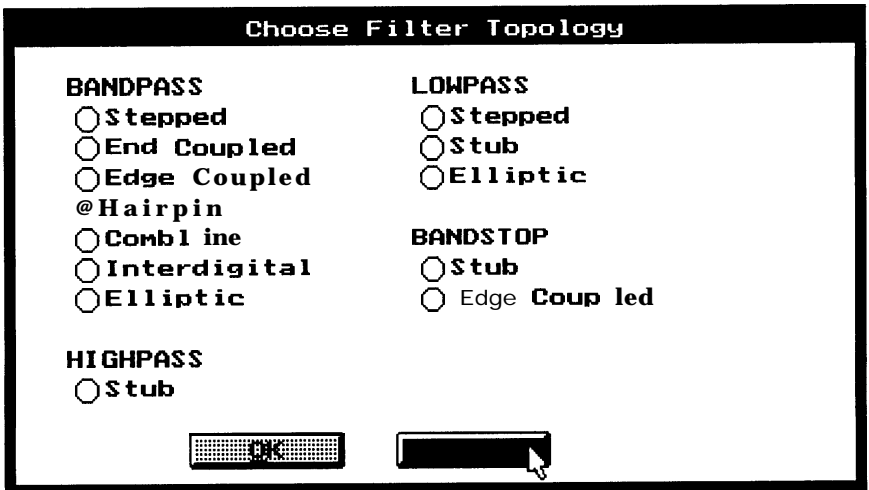 Choose Filter Topology
BANDPASS
Stepped
End Coupled
Edge Coupled
@Hairpin
Combl ine
Interdigital
Elliptic
HIGHPASS
Stub
LOWPASS
Stepped
Stub
Elliptic
BANDSTOP
Stub
Edge Coup led
OK